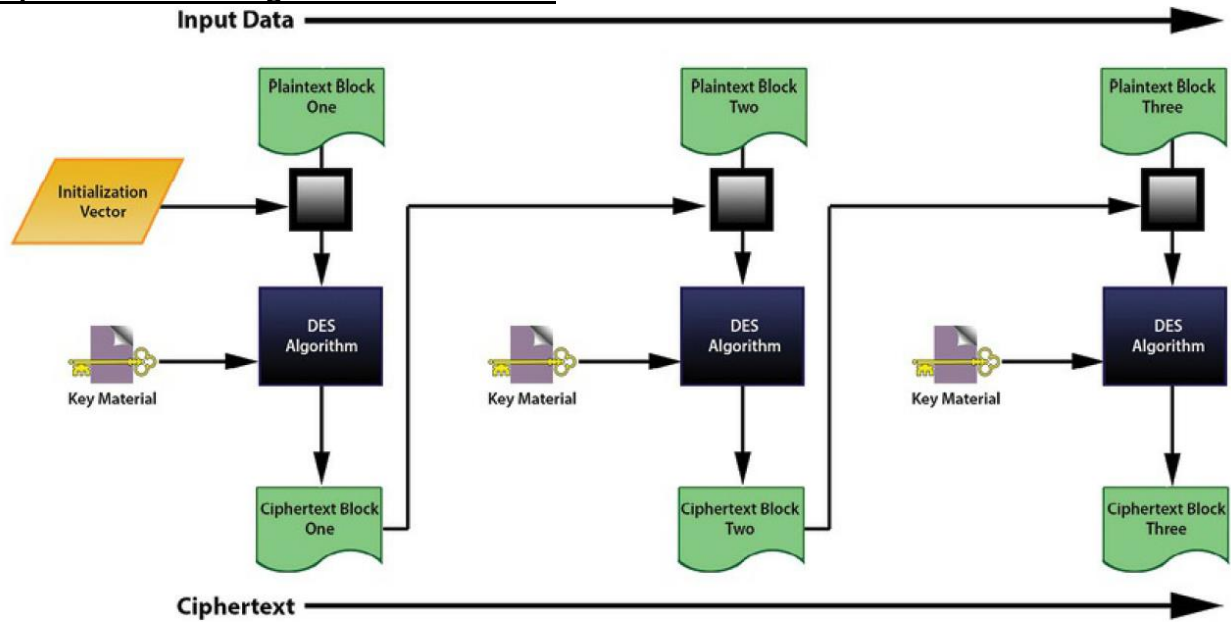 Input Data
Plaintext Block
One
Plaintext Block
Two
Plaintext Block
Three
Initialization
Vector
DES
Algorithm
DES
Algorithm
DES
Algorithm
Key Material
Key Material
Key Material
Ciphertext Block
One
Ciphertext Block
Two
Ciphertext Block
Three
Ciphertext